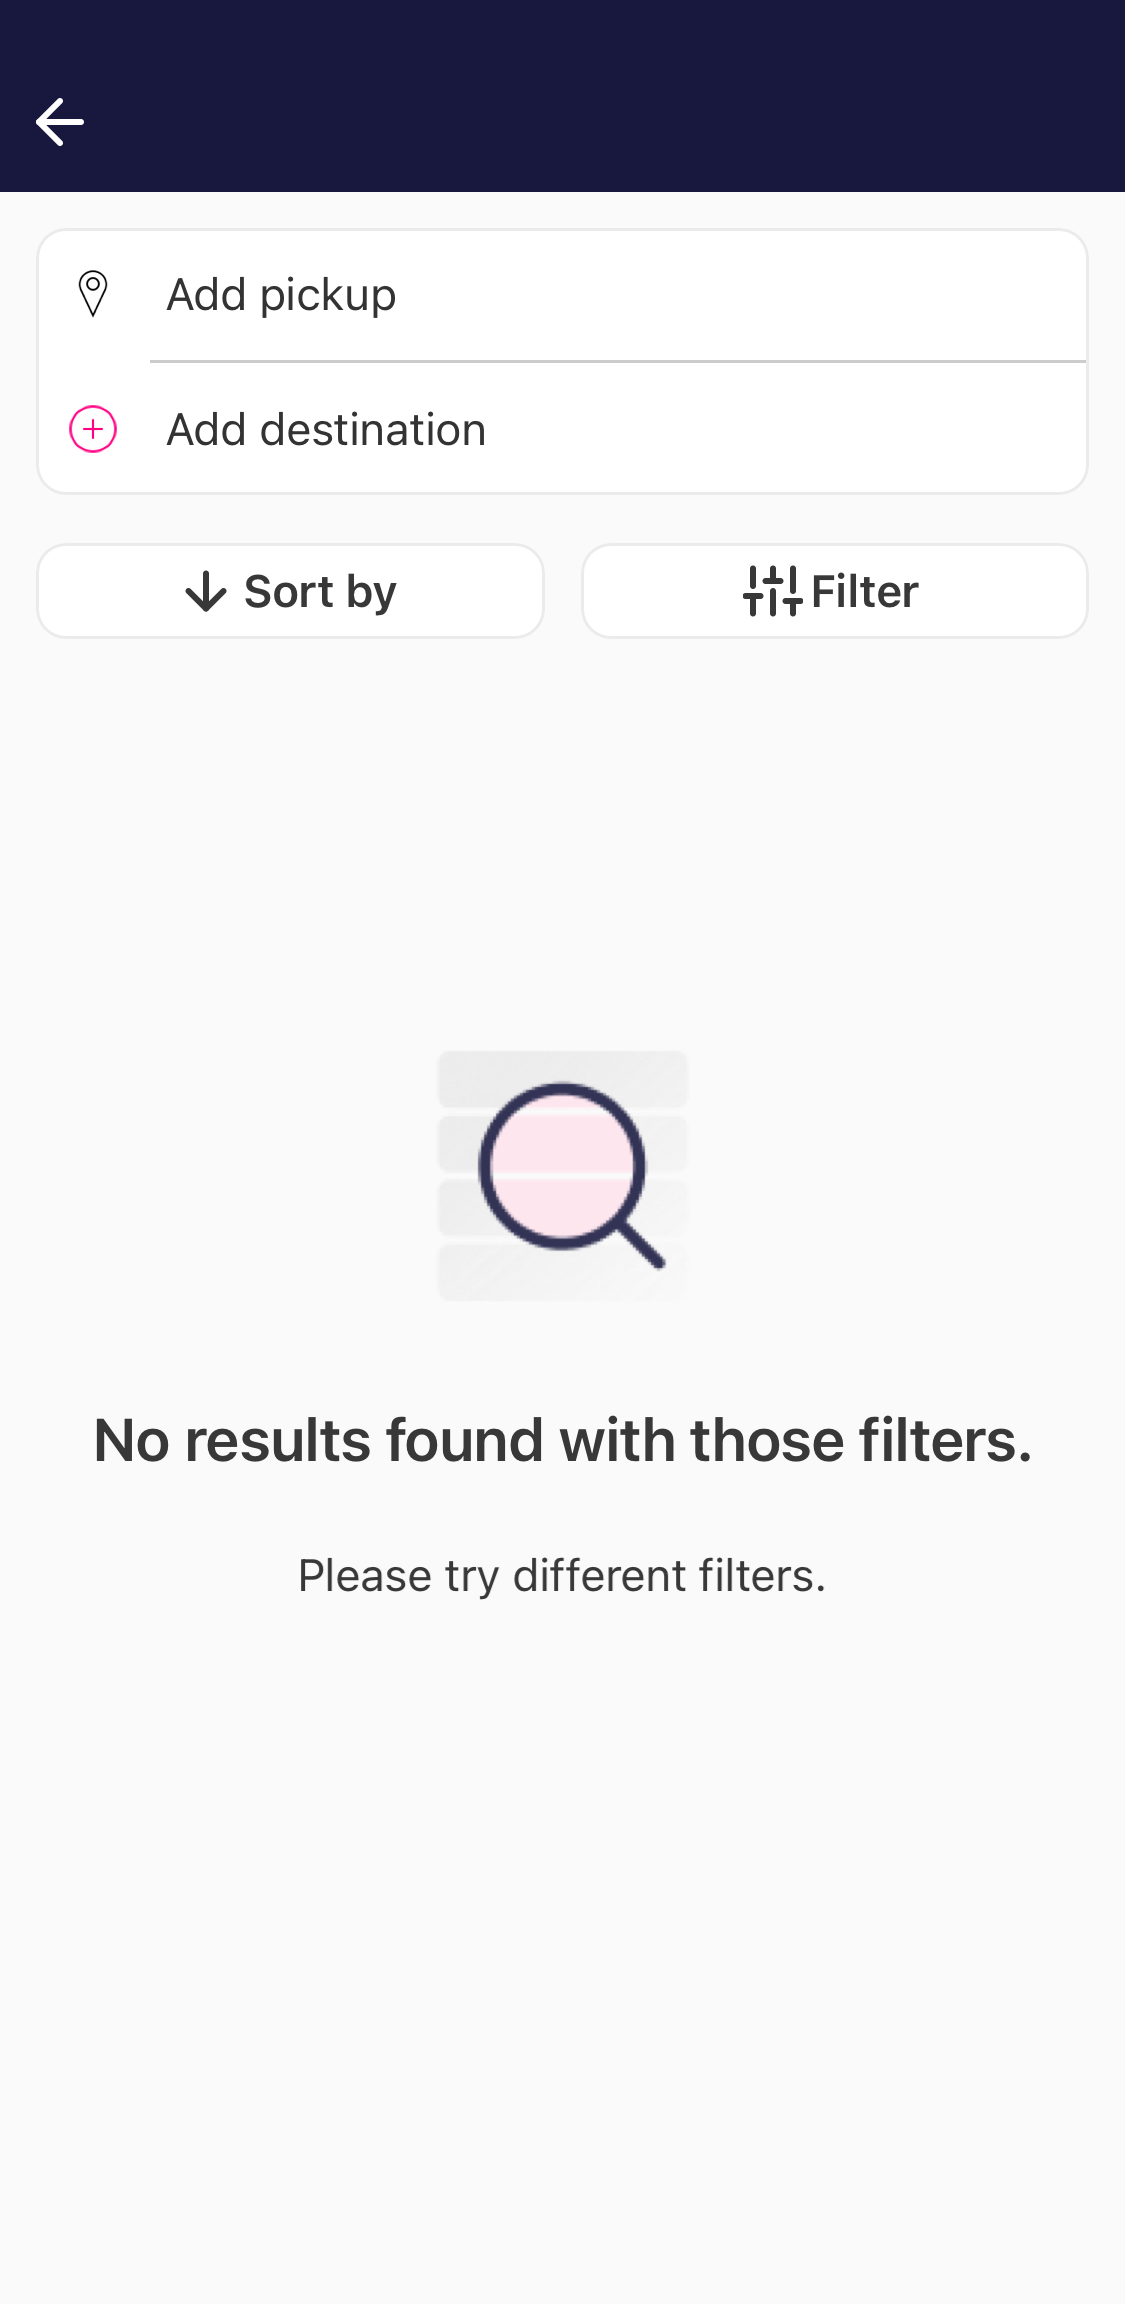 Add pickup
Add destination
Sort by
Filter
No results found with those filters.
Please try different filters.